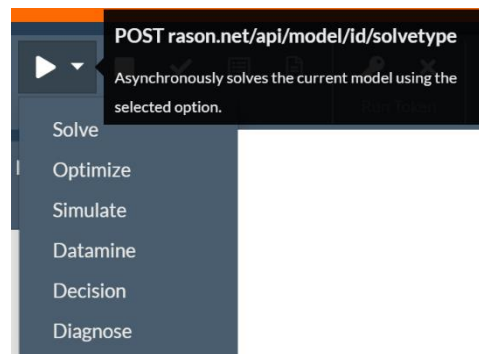 POST rason.net/api/model/id/solvetype
Asynchronously solves the current model using the
selected option.
Solve
Optimize
Simulate
Datamine
Decision
Diagnose